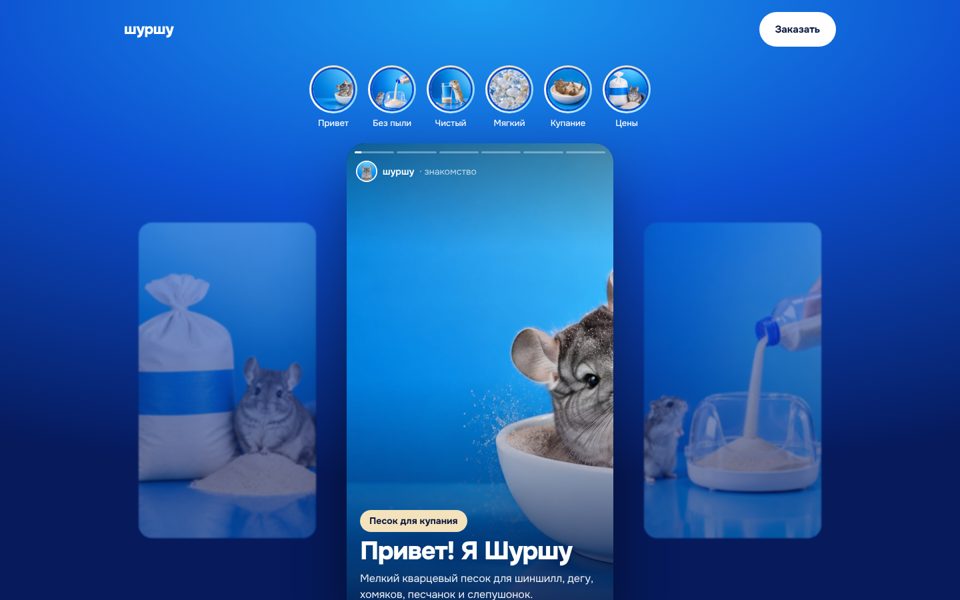 шуршу
Заказать
Привет
Без пыли
Чистый
Мягкий
Купание
Цены
шуршу · знакомство
Песок для купания
Привет! Я Шуршу
Мелкий кварцевый песок для шиншилл, дегу,
хомяков, песчанок и слепушонок.